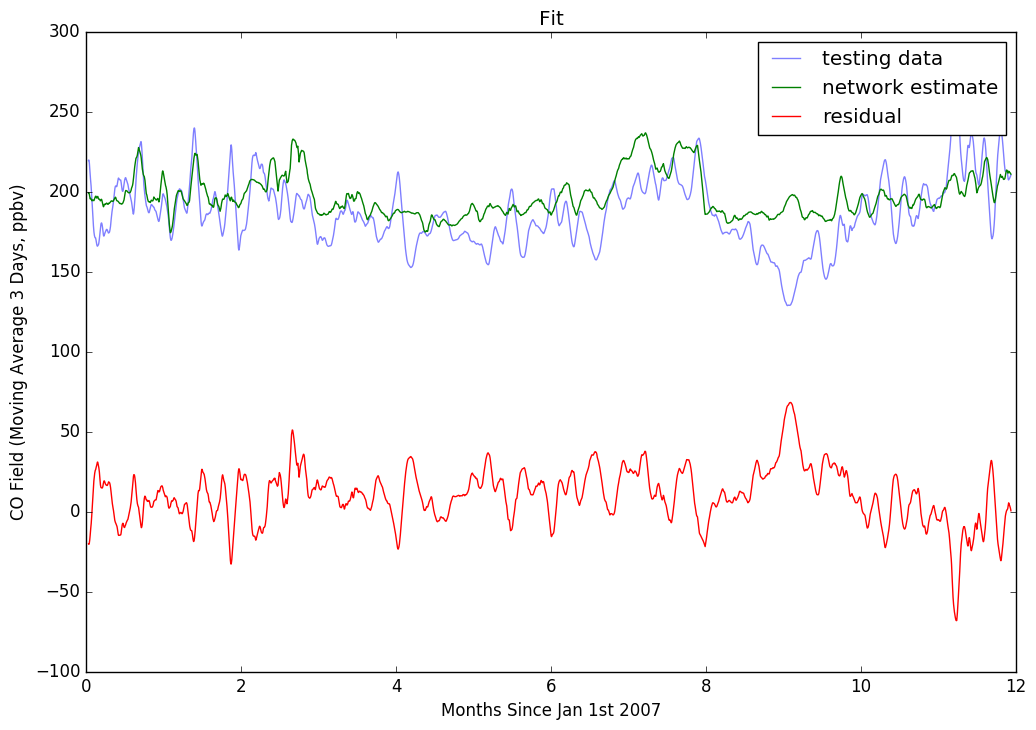 Fit
300
250
200
150
100
50
0
−50
−100
CO Field (Moving Average 3 Days, ppbv)
testing data
network estimate
residual
0 2 4 6 8 10 12
Months Since Jan 1st 2007